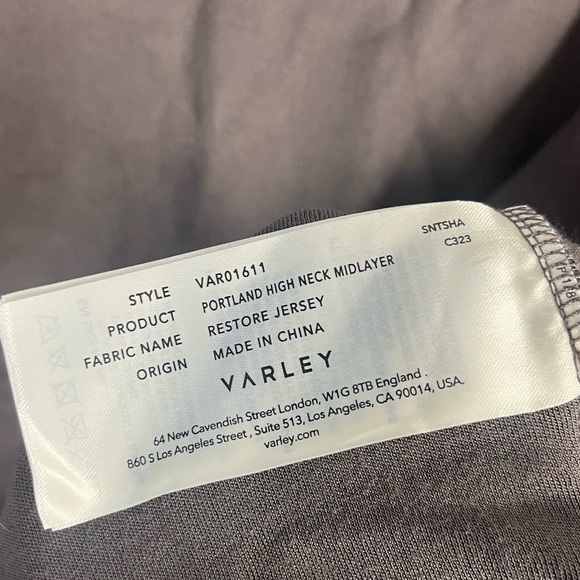 SNTSHA
C323
STYLE VAR01611
PRODUCT PORTLAND HIGH NECK MIDLAYER
FABRIC NAME RESTORE JERSEY
ORIGIN MADE IN CHINA
VARLEY
64 New Cavendish Street London, W1G 8TB England .
860 S Los Angeles Street , Suite 513, Los Angeles, CA 90014, USA.
varley.com